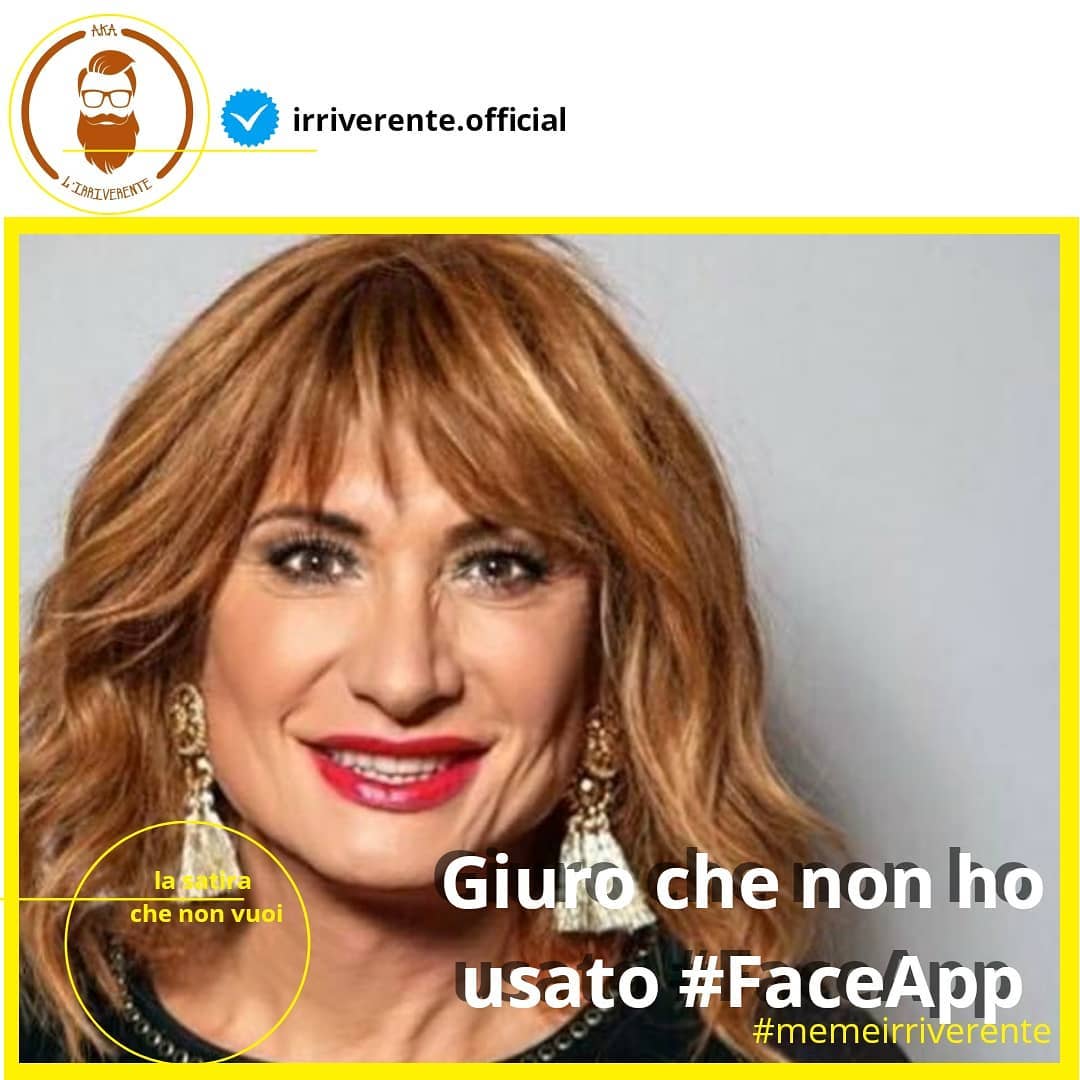 AKA
L'IRRIVERENTE
irriverente.official
la satira
che non vuoi
Giuro che non ho
usato #FaceApp
#memeirriverente